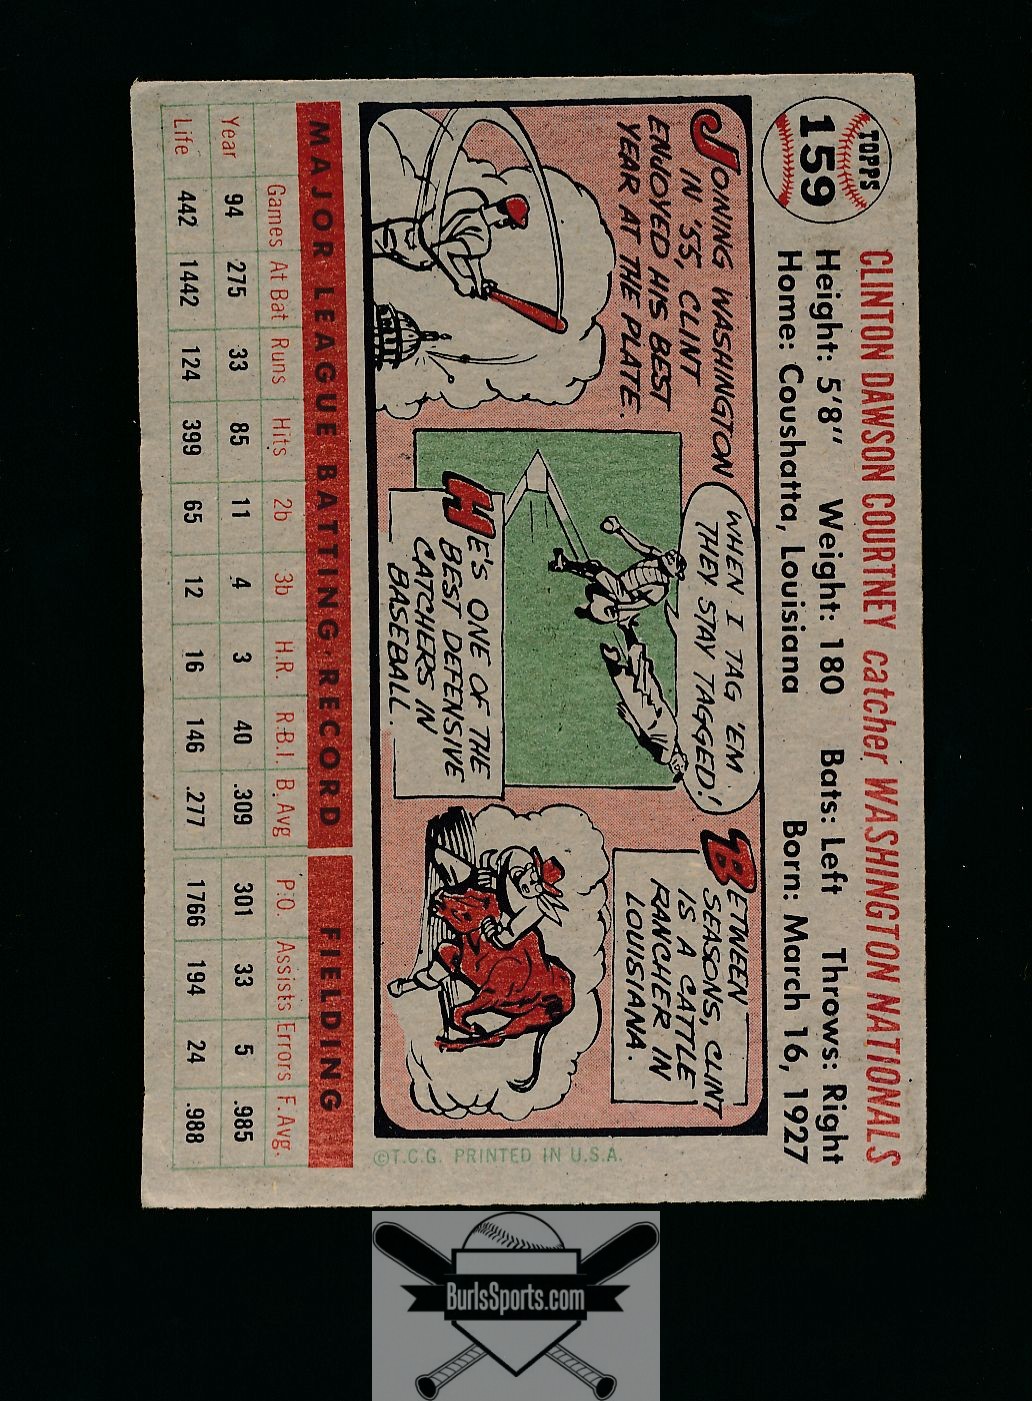 TOPPS
159
CLINTON DAWSON COURTNEY catcher WASHINGTON NATIONALS
Height: 5'8" Weight: 180 Bats: Left Throws: Right
Home: Coushatta, Louisiana Born: March 16, 1927
JOINING WASHINGTON
IN '55, CLINT
ENJOYED HIS BEST
YEAR AT THE PLATE.
WHEN I TAG 'EM
THEY STAY TAGGED!
HE'S ONE OF THE
BEST DEFENSIVE
CATCHERS IN
BASEBALL.
BETWEEN
SEASONS, CLINT
IS A CATTLE
RANCHER IN
LOUISIANA.
©T.C.G. PRINTED IN U.S.A.
MAJOR LEAGUE BATTING RECORD FIELDING
Games At Bat Runs Hits 2b 3b H.R. R.B.I. B. Avg P.O. Assists Errors F. Avg.
Year 94 275 33 85 11 4 3 40 .309 301 33 5 .985
Life 442 1442 124 399 65 12 16 146 .277 1766 194 24 .988
BurlsSports.com